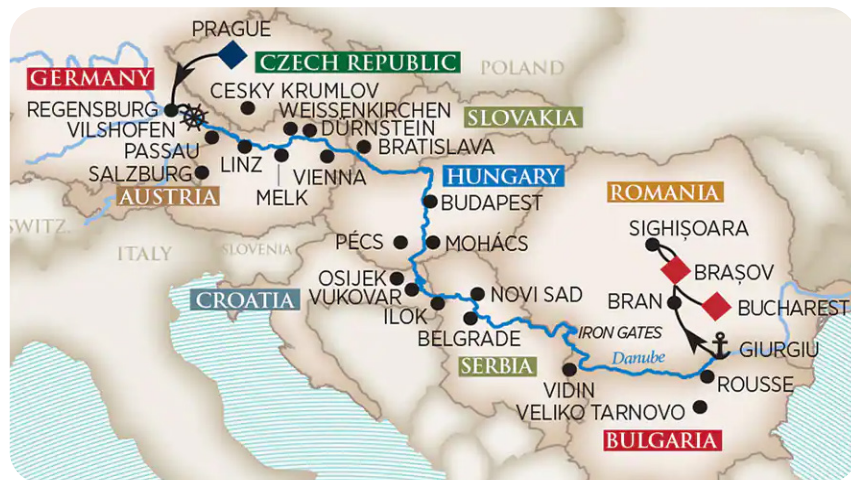 PRAGUE
CZECH REPUBLIC
POLAND
GERMANY
CESKY KRUMLOV
REGENSBURG
WEISSENKIRCHEN
SLOVAKIA
VILSHOFEN
DÜRNSTEIN
PASSAU
BRATISLAVA
LINZ
SALZBURG
VIENNA
HUNGARY
MELK
AUSTRIA
ROMANIA
BUDAPEST
SWITZ.
SIGHIȘOARA
ITALY
SLOVENIA
PÉCS
MOHÁCS
BRAȘOV
OSIJEK
CROATIA
VUKOVAR
NOVI SAD
BRAN
BUCHAREST
ILOK
BELGRADE
IRON GATES
GIURGIU
Danube
SERBIA
VIDIN
ROUSSE
VELIKO TARNOVO
BULGARIA